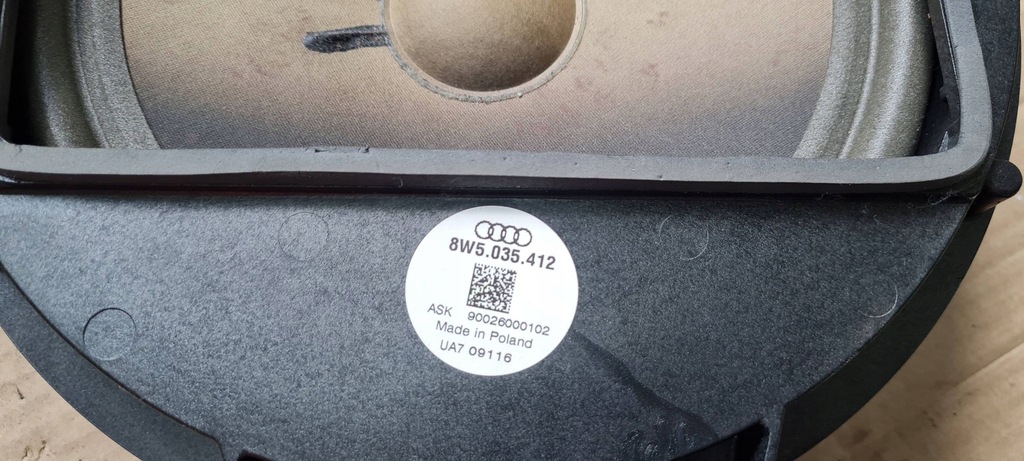 8W5.035.412
ASK 90026000102
Made in Poland
UA7 09116